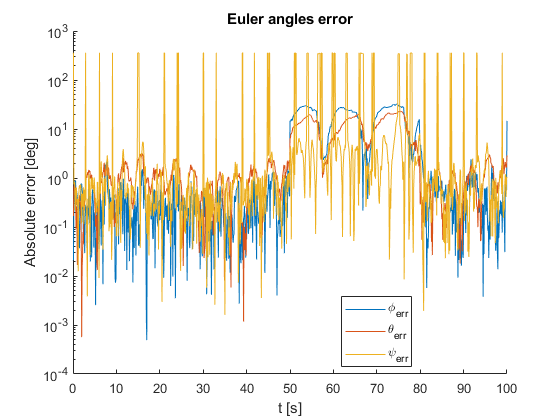 Euler angles error
Absolute error [deg]
10^3
10^2
10^1
10^0
10^-1
10^-2
10^-3
10^-4
ϕ_err
θ_err
ψ_err
0 10 20 30 40 50 60 70 80 90 100
t [s]